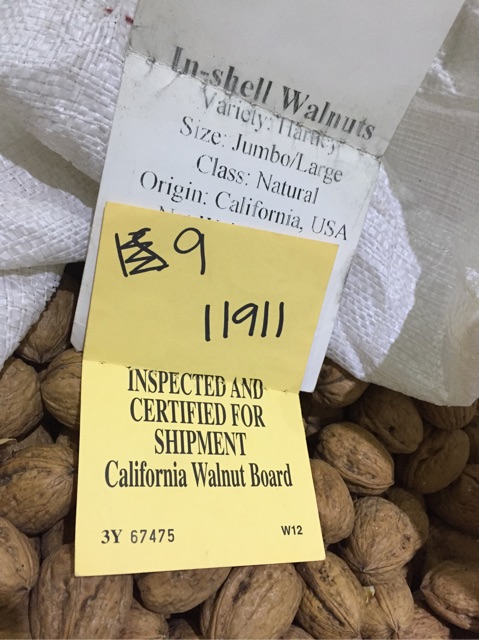 In-shell Walnuts
Variety: Hartley
Size: Jumbo/Large
Class: Natural
Origin: California, USA
9
11911
INSPECTED AND
CERTIFIED FOR
SHIPMENT
California Walnut Board
3Y 67475
W12